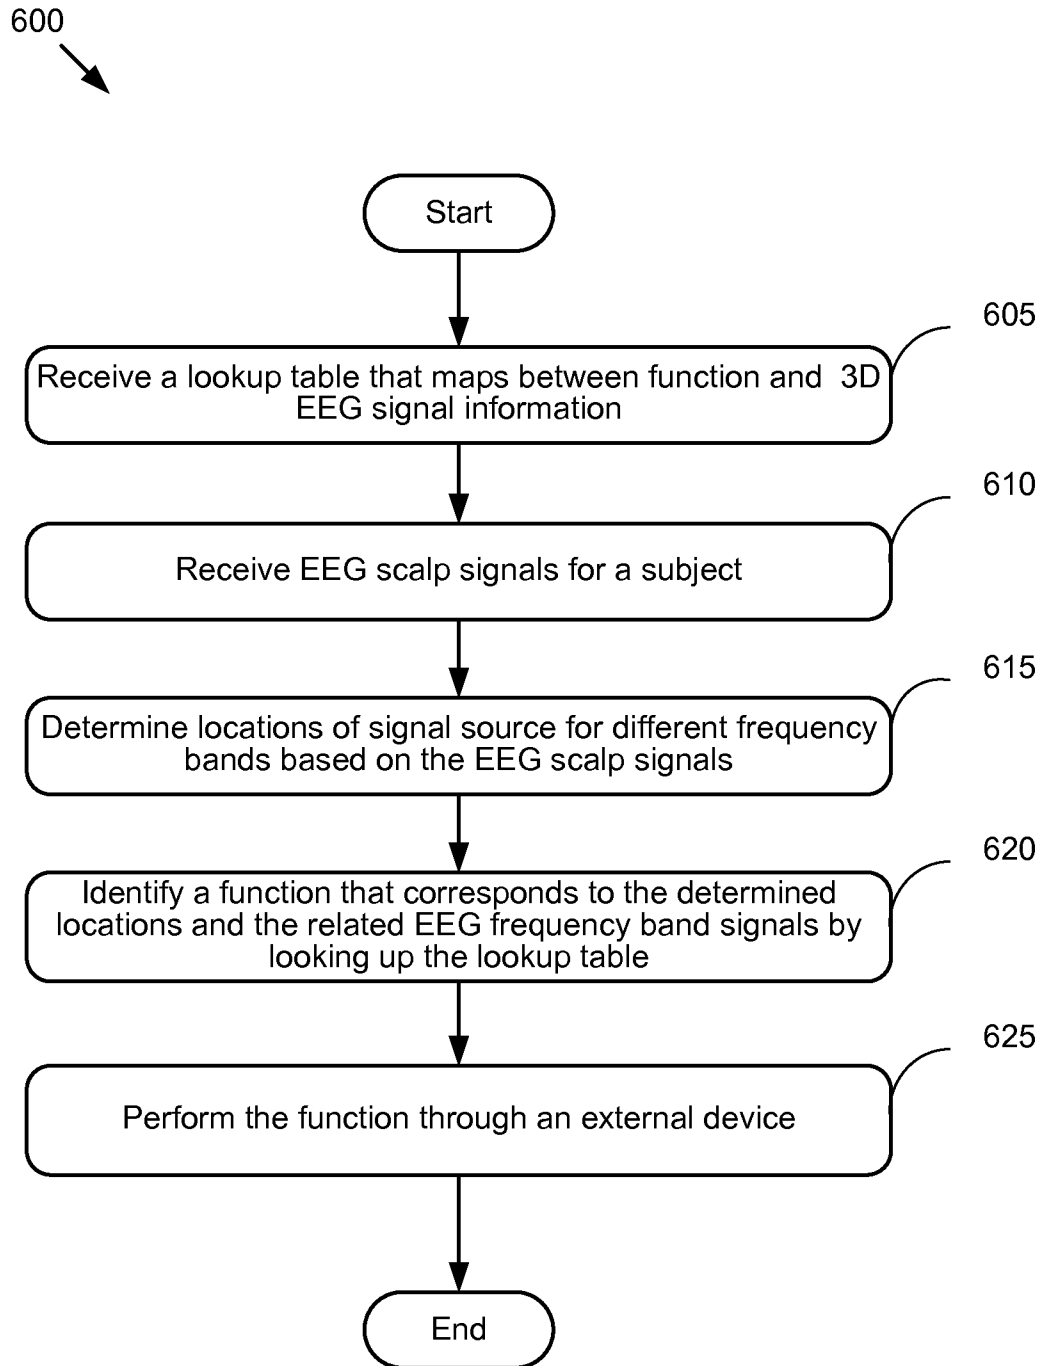 600
Start
605
Receive a lookup table that maps between function and 3D
EEG signal information
610
Receive EEG scalp signals for a subject
615
Determine locations of signal source for different frequency
bands based on the EEG scalp signals
620
Identify a function that corresponds to the determined
locations and the related EEG frequency band signals by
looking up the lookup table
625
Perform the function through an external device
End